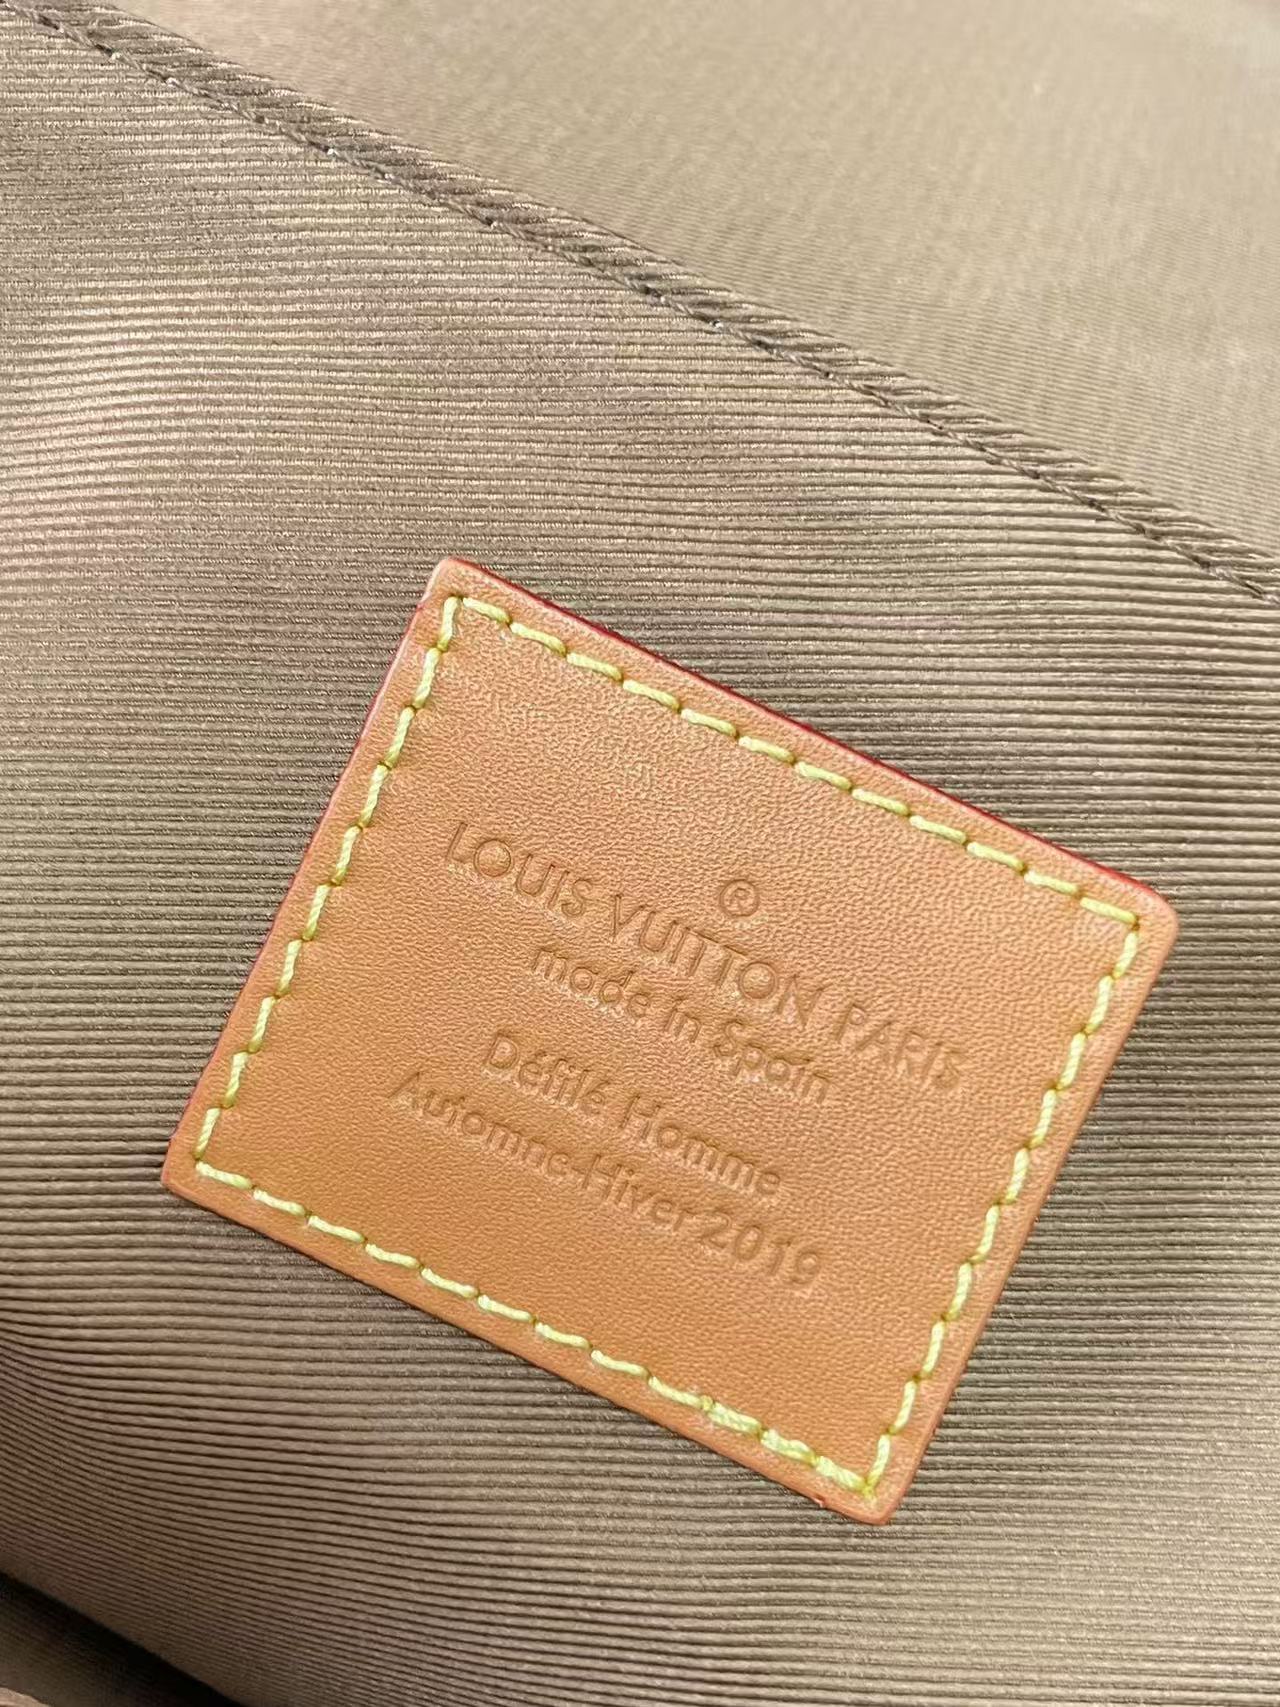 ®
LOUIS VUITTON PARIS
made in Spain
Défilé Homme
Automne-Hiver 2019